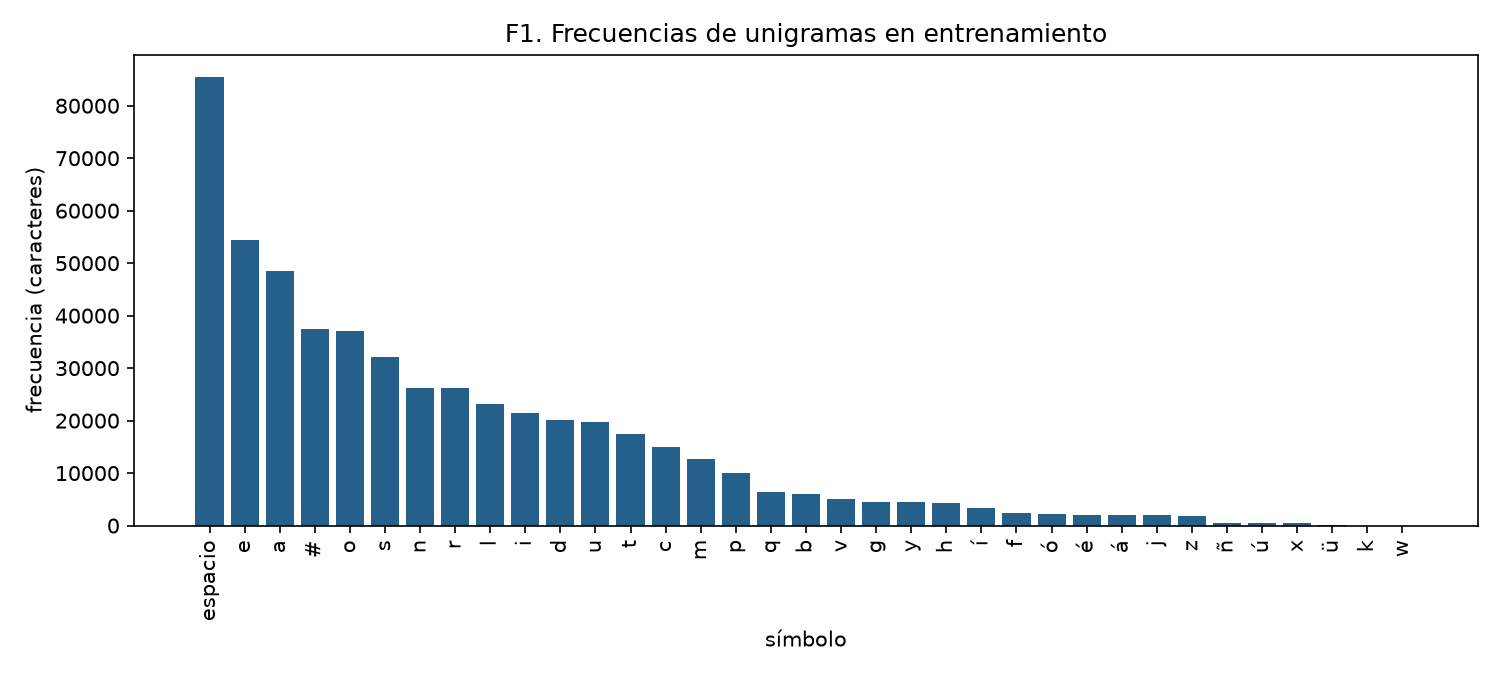 F1. Frecuencias de unigramas en entrenamiento
frecuencia (caracteres)
80000
70000
60000
50000
40000
30000
20000
10000
0
espacio e a # o s n r l i d u t c m p q b v g y h í f ó é á j z ñ ú x ü k w
símbolo